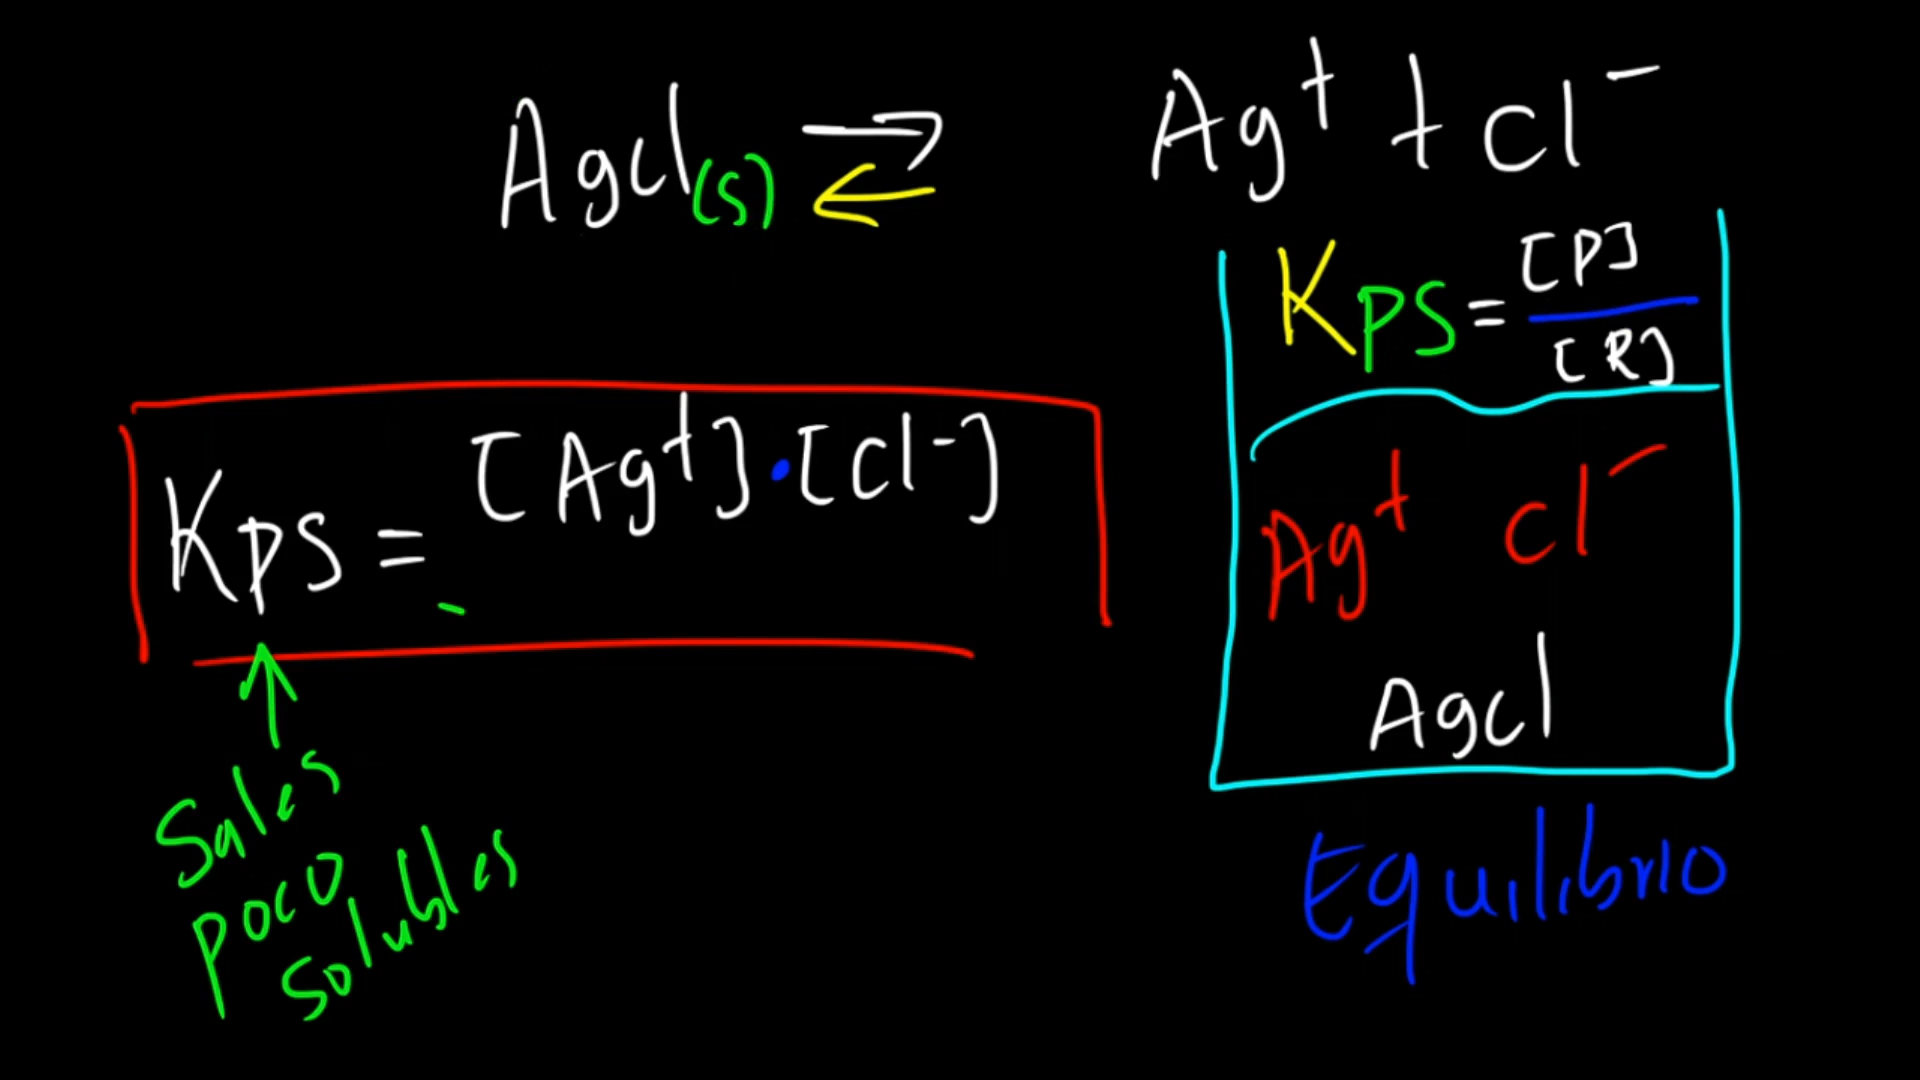 Agcl(s) ⇌ Ag⁺ + cl⁻
Kps = [P]
[R]
Kps = [Ag⁺]·[cl⁻]
Ag⁺ cl⁻
Agcl
Sales
poco
solubles
Equilibrio